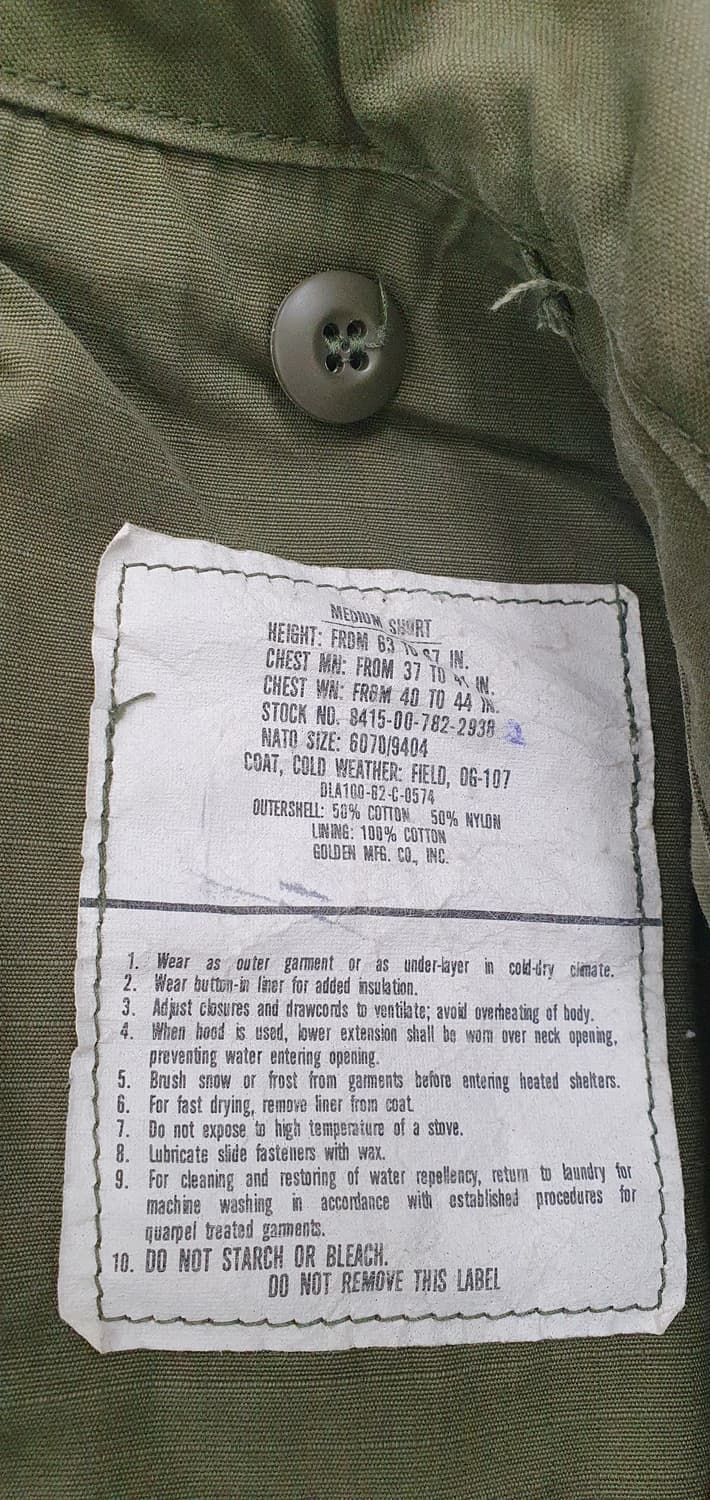 MEDIUM SHORT
HEIGHT: FROM 63 TO 67 IN.
CHEST MN: FROM 37 TO 41 IN.
CHEST WN: FROM 40 TO 44 IN.
STOCK NO. 8415-00-782-2938
NATO SIZE: 6070/9404
COAT, COLD WEATHER: FIELD, OG-107
DLA100-82-C-0574
OUTERSHELL: 50% COTTON 50% NYLON
LINING: 100% COTTON
GOLDEN MFG. CO., INC.
1. Wear as outer garment or as under-layer in cold-dry climate.
2. Wear button-in liner for added insulation.
3. Adjust closures and drawcords to ventilate; avoid overheating of body.
4. When hood is used, lower extension shall be worn over neck opening,
preventing water entering opening.
5. Brush snow or frost from garments before entering heated shelters.
6. For fast drying, remove liner from coat.
7. Do not expose to high temperature of a stove.
8. Lubricate slide fasteners with wax.
9. For cleaning and restoring of water repellency, return to laundry for
machine washing in accordance with established procedures for
quarpel treated garments.
10. DO NOT STARCH OR BLEACH.
DO NOT REMOVE THIS LABEL